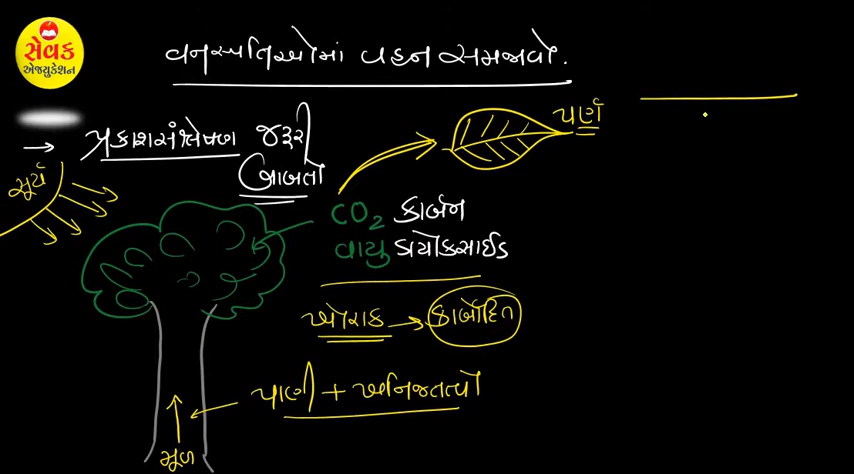 સેવક
એજ્યુકેશન
વનસ્પતિઓમાં વહન સમજાવો.
→ પ્રકાશસંશ્લેષણ જરૂરી
બાબતો
પર્ણ
સૂર્ય
CO2 કાર્બન
વાયુ ડાયોક્સાઈડ
ખોરાક → કાર્બોદિત
પાણી + ખનિજતત્વો
મૂળ